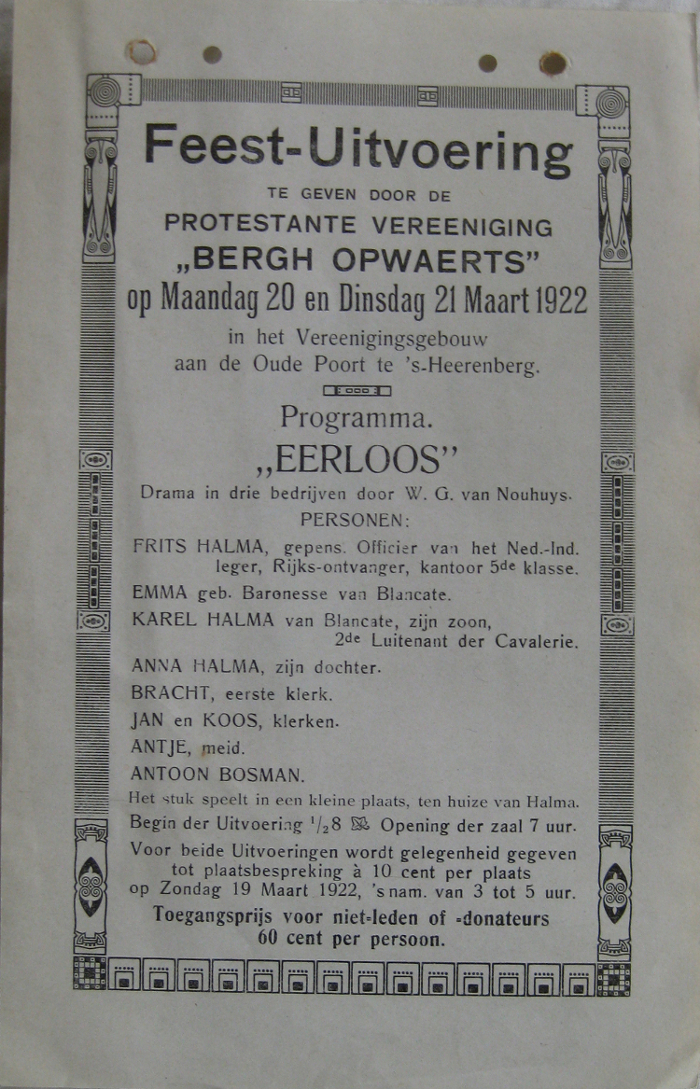 Feest-Uitvoering
TE GEVEN DOOR DE
PROTESTANTE VEREENIGING
„BERGH OPWAERTS”
op Maandag 20 en Dinsdag 21 Maart 1922
in het Vereenigingsgebouw
aan de Oude Poort te 's-Heerenberg.
Programma.
„EERLOOS”
Drama in drie bedrijven door W. G. van Nouhuys.
PERSONEN:
FRITS HALMA, gepens. Officier van het Ned.-Ind.
leger, Rijks-ontvanger, kantoor 5de klasse.
EMMA geb. Baronesse van Blancate.
KAREL HALMA van Blancate, zijn zoon,
2de Luitenant der Cavalerie.
ANNA HALMA, zijn dochter.
BRACHT, eerste klerk.
JAN en KOOS, klerken.
ANTJE, meid.
ANTOON BOSMAN.
Het stuk speelt in een kleine plaats, ten huize van Halma.
Begin der Uitvoering ½8 Opening der zaal 7 uur.
Voor beide Uitvoeringen wordt gelegenheid gegeven
tot plaatsbespreking à 10 cent per plaats
op Zondag 19 Maart 1922, 's nam. van 3 tot 5 uur.
Toegangsprijs voor niet-leden of -donateurs
60 cent per persoon.